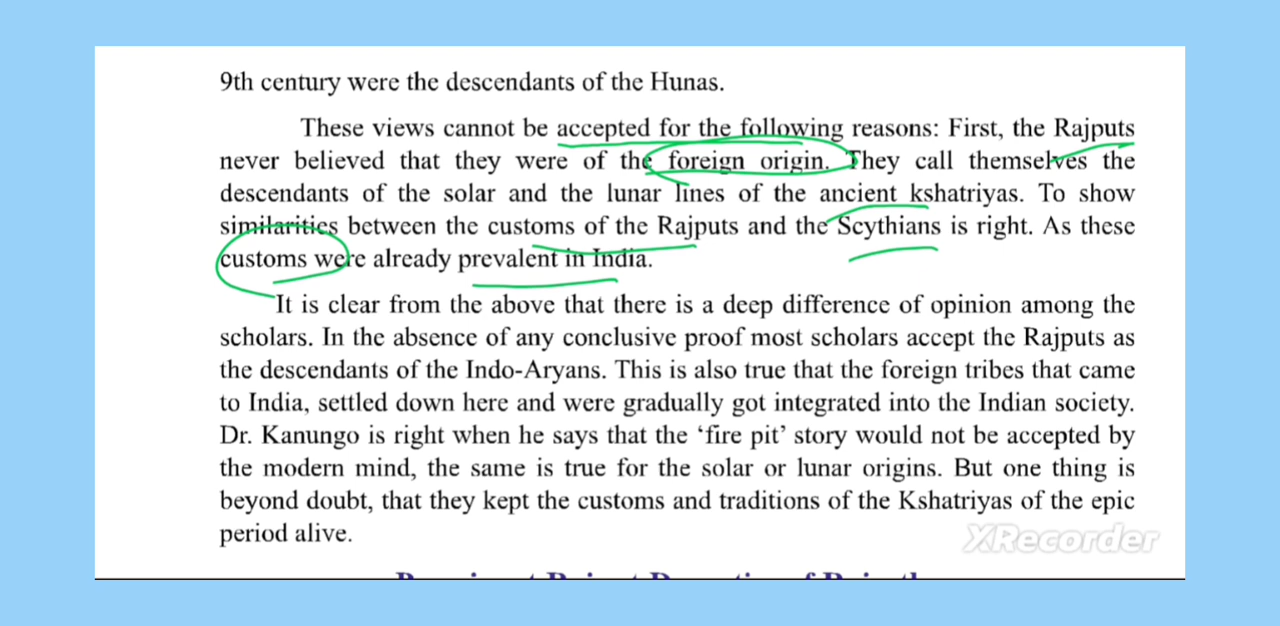 9th century were the descendants of the Hunas.
These views cannot be accepted for the following reasons: First, the Rajputs
never believed that they were of the foreign origin. They call themselves the
descendants of the solar and the lunar lines of the ancient kshatriyas. To show
similarities between the customs of the Rajputs and the Scythians is right. As these
customs were already prevalent in India.
It is clear from the above that there is a deep difference of opinion among the
scholars. In the absence of any conclusive proof most scholars accept the Rajputs as
the descendants of the Indo-Aryans. This is also true that the foreign tribes that came
to India, settled down here and were gradually got integrated into the Indian society.
Dr. Kanungo is right when he says that the ‘fire pit’ story would not be accepted by
the modern mind, the same is true for the solar or lunar origins. But one thing is
beyond doubt, that they kept the customs and traditions of the Kshatriyas of the epic
period alive.
XRecorder